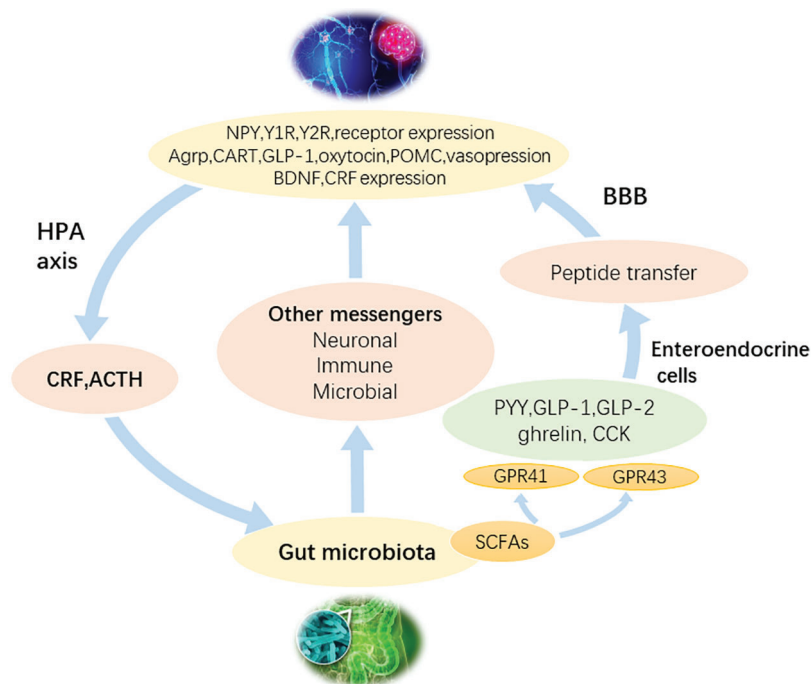 NPY,Y1R,Y2R,receptor expression
Agrp,CART,GLP-1,oxytocin,POMC,vasopression
BDNF,CRF expression
HPA
axis
BBB
Peptide transfer
Other messengers
Neuronal
Immune
Microbial
Enteroendocrine
cells
CRF,ACTH
PYY,GLP-1,GLP-2
ghrelin, CCK
GPR41
GPR43
Gut microbiota
SCFAs